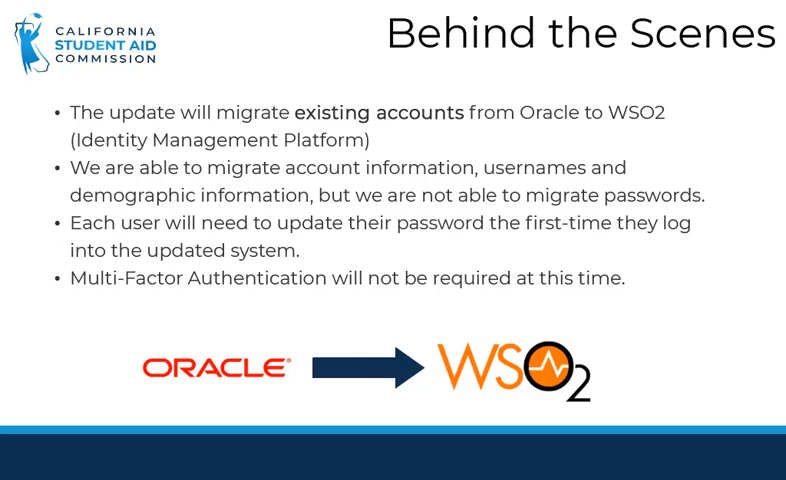 CALIFORNIA
STUDENT AID
COMMISSION
Behind the Scenes
• The update will migrate existing accounts from Oracle to WSO2
(Identity Management Platform)
• We are able to migrate account information, usernames and
demographic information, but we are not able to migrate passwords.
• Each user will need to update their password the first-time they log
into the updated system.
• Multi-Factor Authentication will not be required at this time.
ORACLE®
WSO2